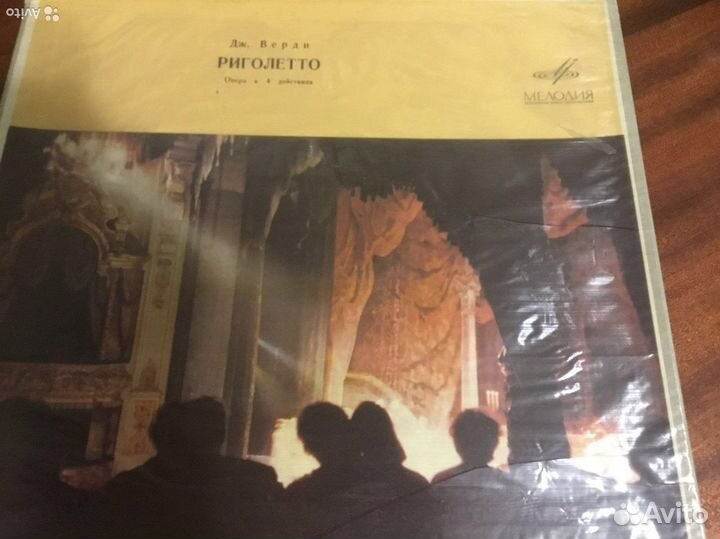 Avito
Дж. Верди
РИГОЛЕТТО
Опера в 4 действиях
МЕЛОДИЯ
Avito